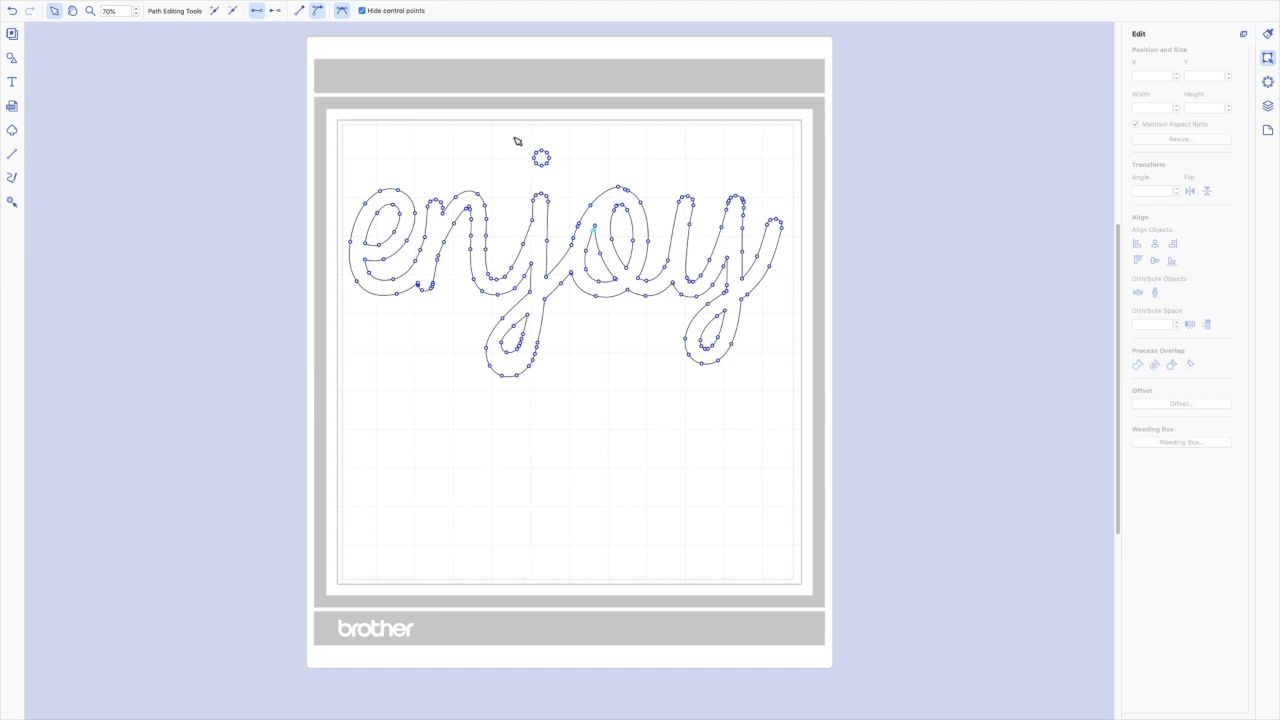 70%
Path Editing Tools
Hide control points
Edit
Position and Size
X Y
Width Height
Maintain Aspect Ratio
Resize...
Transform
Angle Flip
Align
Align Objects
Distribute Objects
Distribute Space
Process Overlap
Offset
Offset...
Weeding Box
Weeding Box...
enjoy
brother